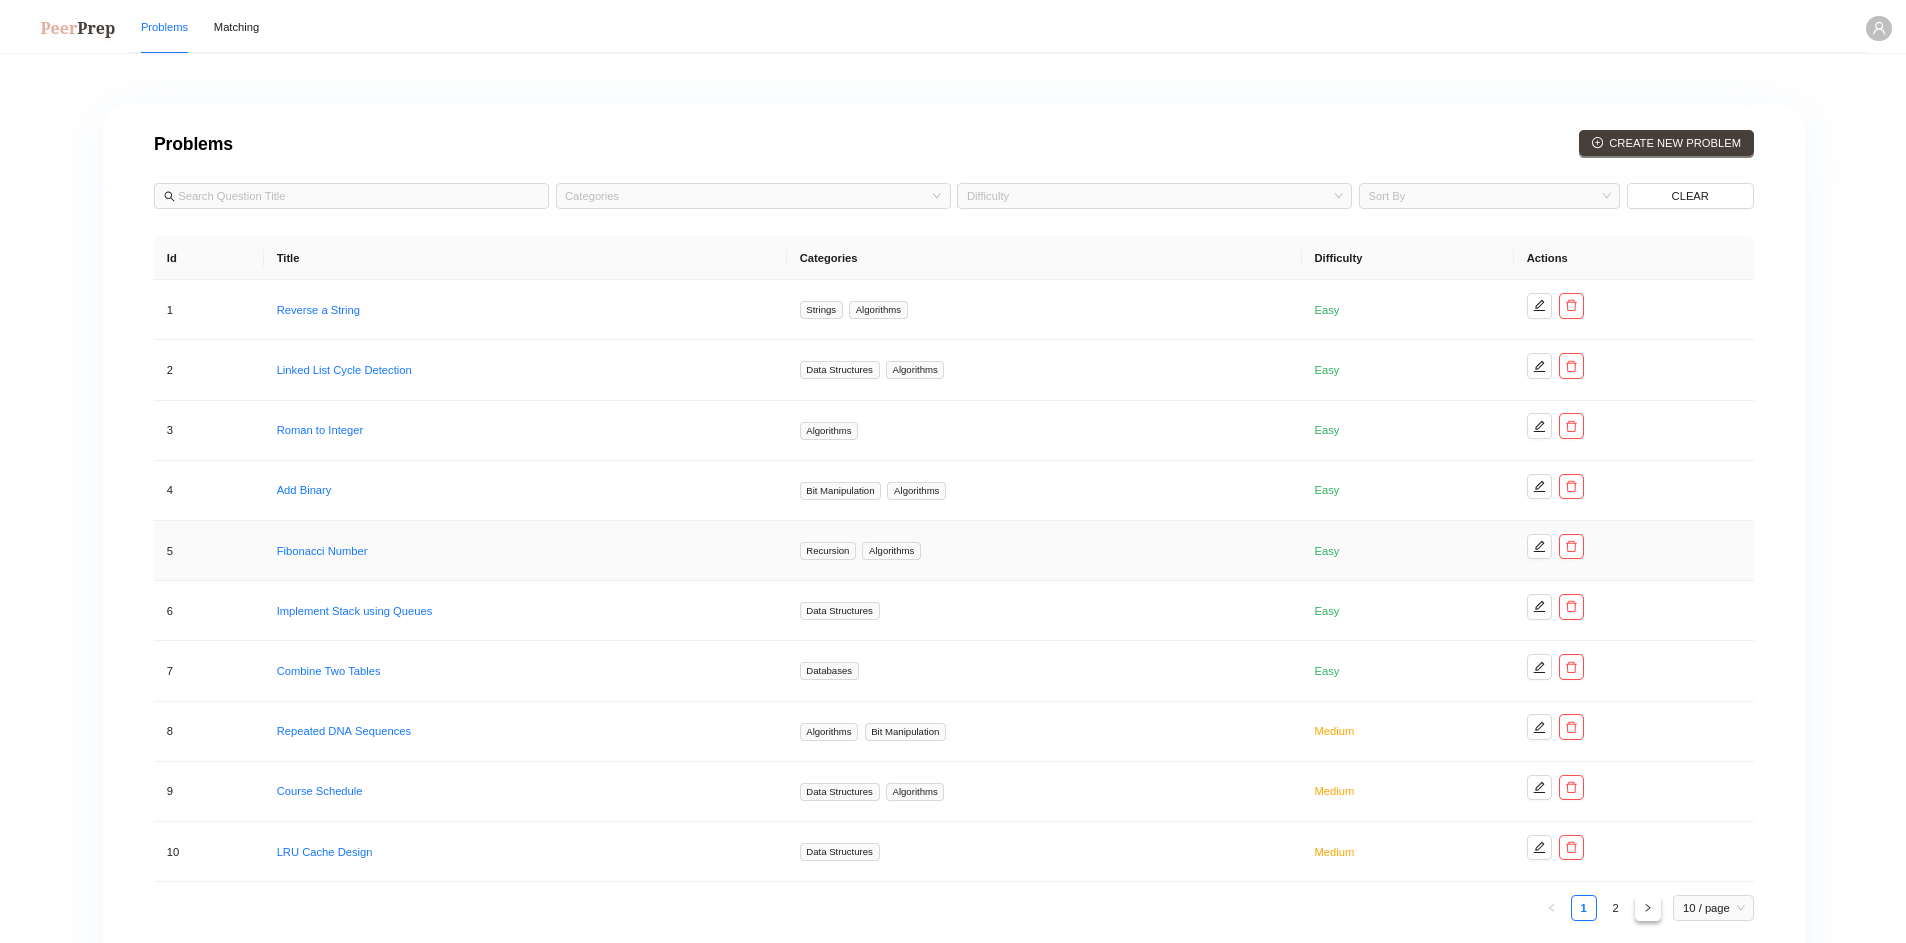 PeerPrep Problems Matching
Problems CREATE NEW PROBLEM
Search Question Title Categories Difficulty Sort By CLEAR
Id Title Categories Difficulty Actions
1 Reverse a String Strings Algorithms Easy
2 Linked List Cycle Detection Data Structures Algorithms Easy
3 Roman to Integer Algorithms Easy
4 Add Binary Bit Manipulation Algorithms Easy
5 Fibonacci Number Recursion Algorithms Easy
6 Implement Stack using Queues Data Structures Easy
7 Combine Two Tables Databases Easy
8 Repeated DNA Sequences Algorithms Bit Manipulation Medium
9 Course Schedule Data Structures Algorithms Medium
10 LRU Cache Design Data Structures Medium
1 2 10 / page